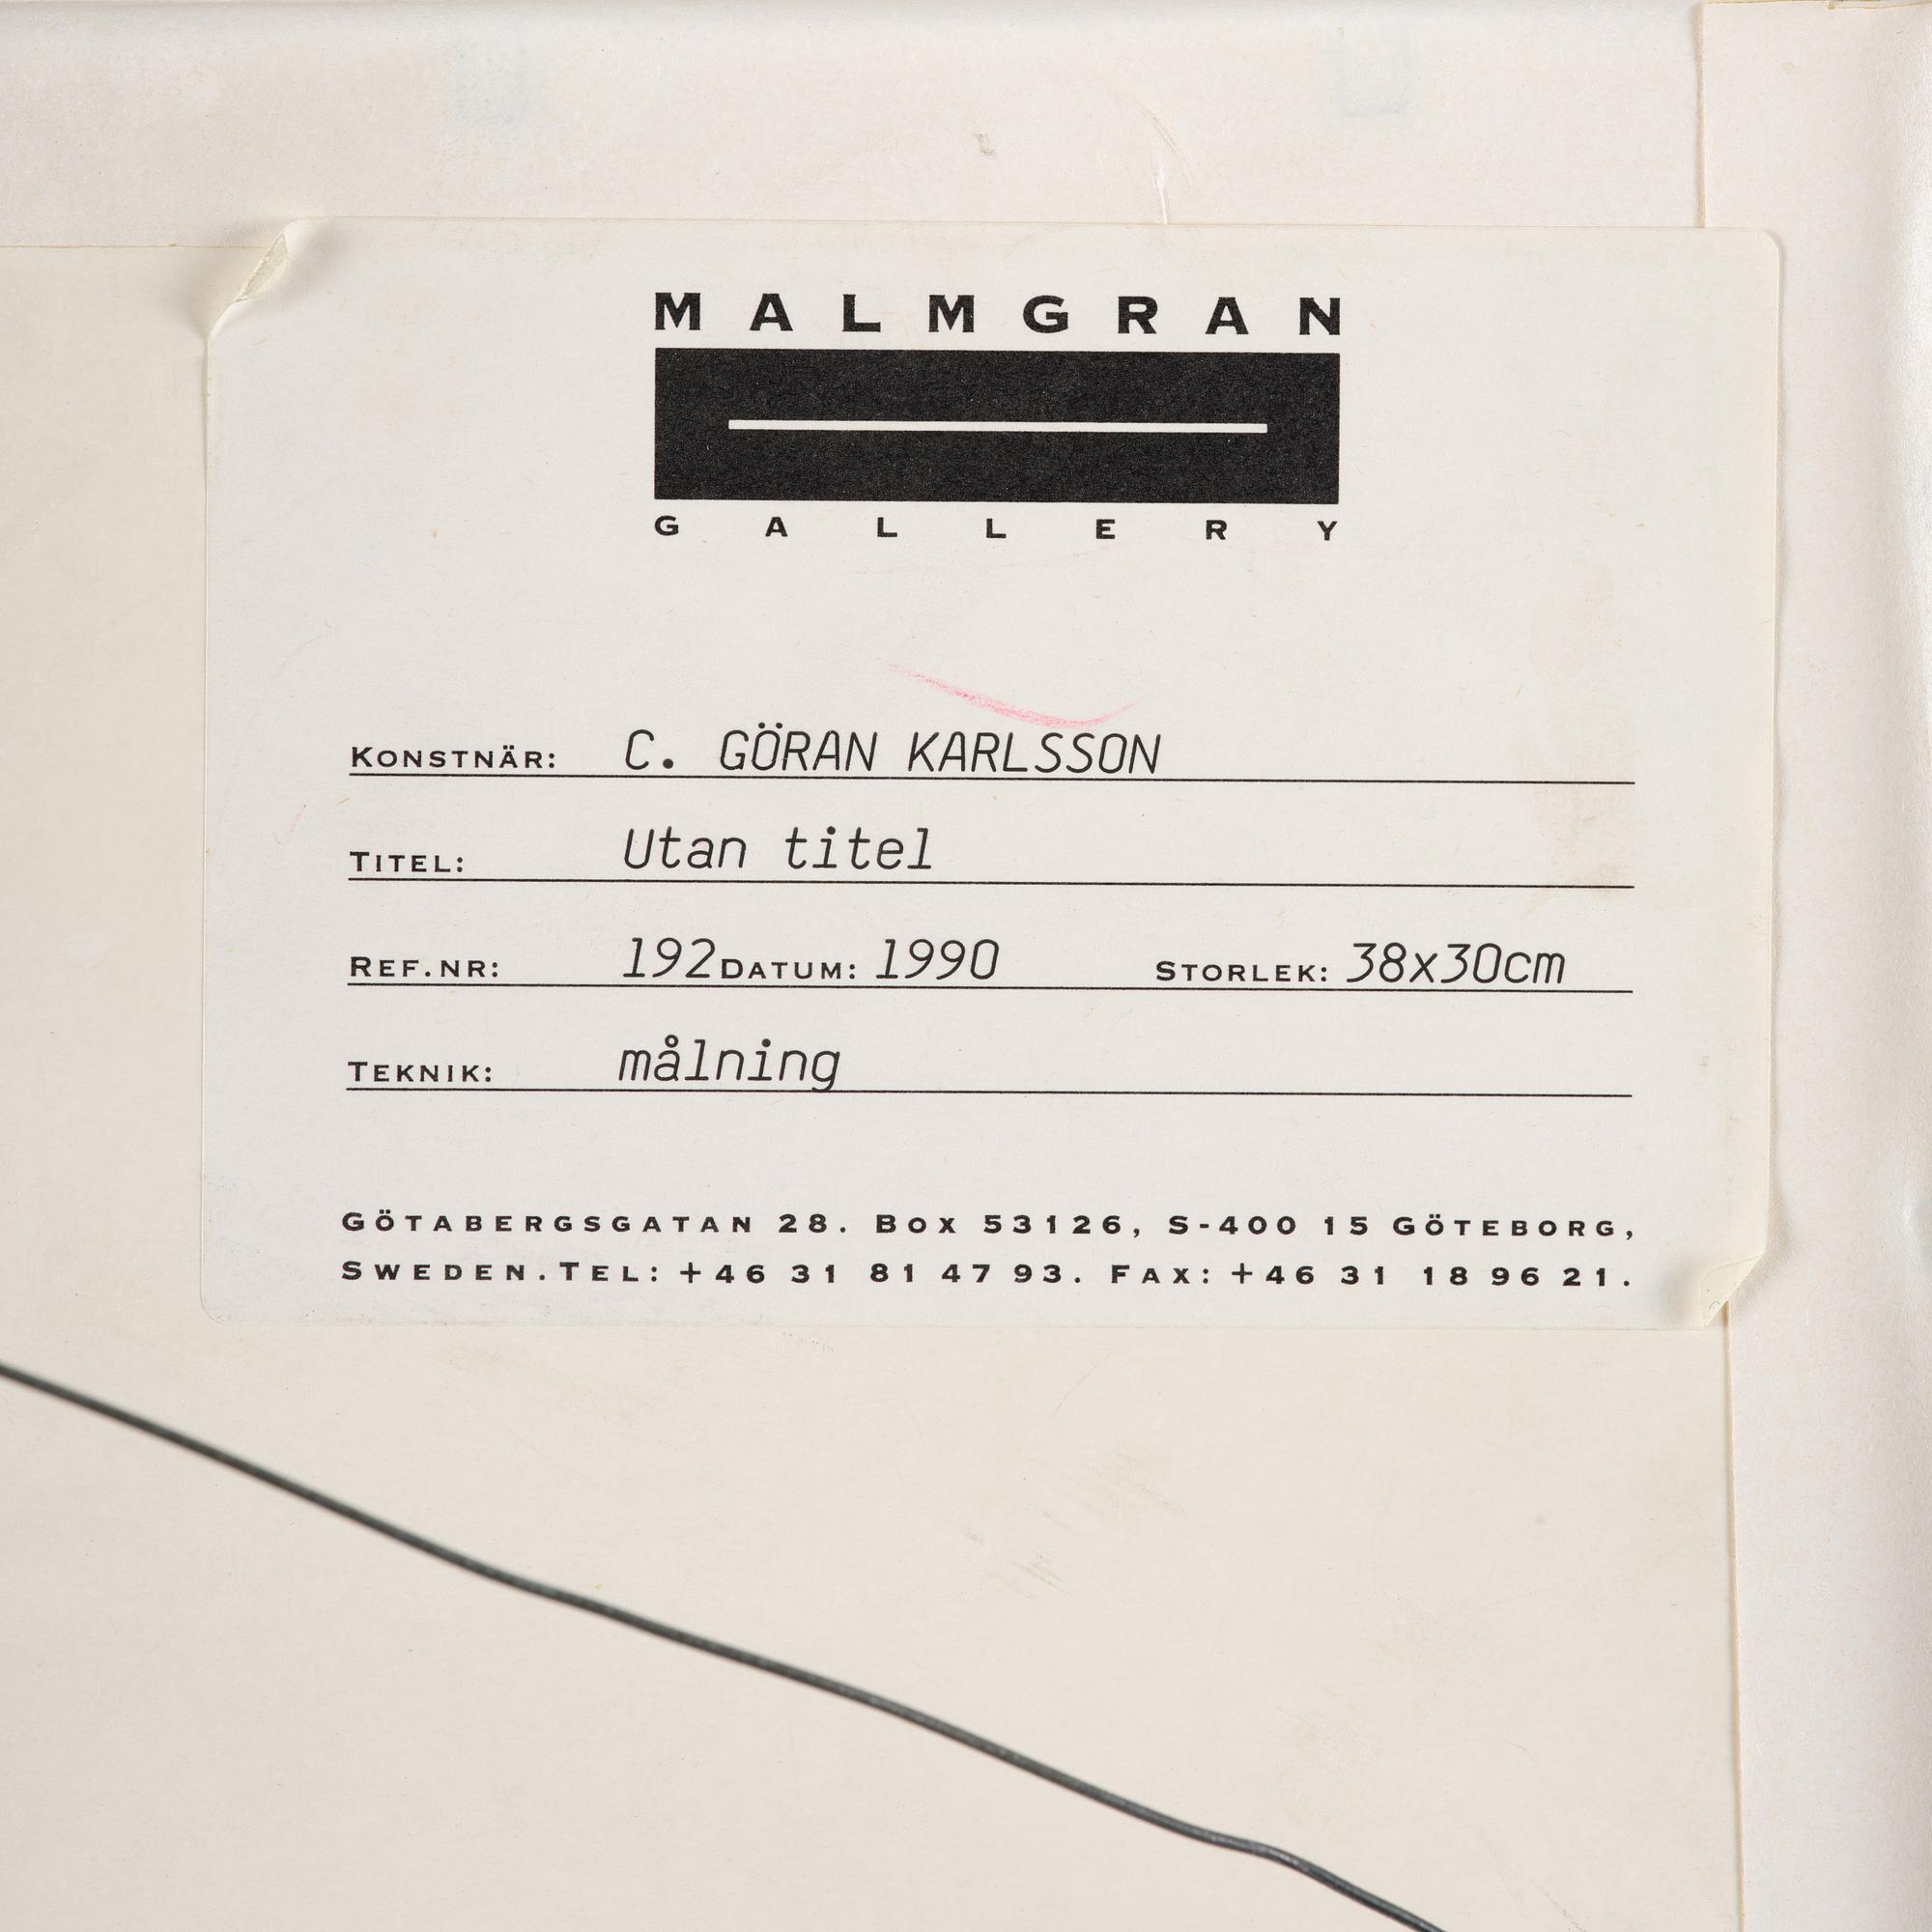 MALMGRAN
GALLERY
KONSTNÄR: C. GÖRAN KARLSSON
TITEL: Utan titel
REF.NR: 192 DATUM: 1990 STORLEK: 38x30cm
TEKNIK: målning
GÖTABERGSGATAN 28. BOX 53126, S-400 15 GÖTEBORG,
SWEDEN.TEL: +46 31 81 47 93. FAX: +46 31 18 96 21.